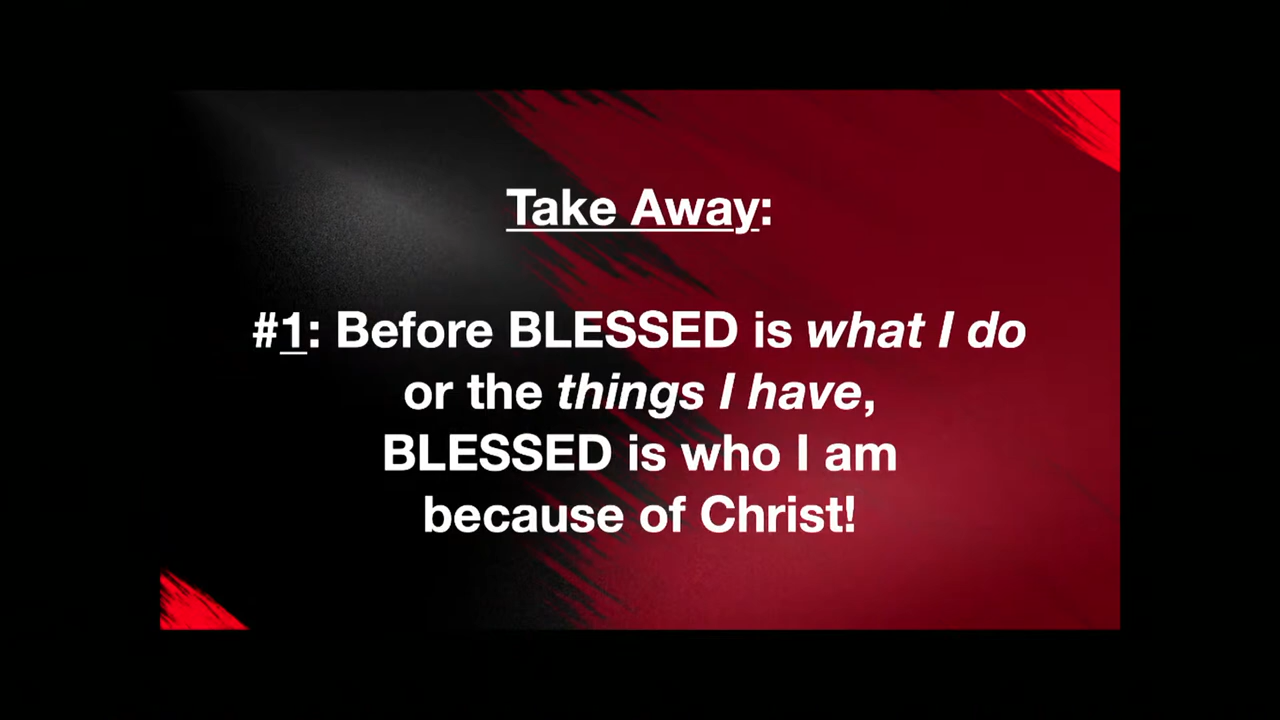 Take Away:
#1: Before BLESSED is what I do
or the things I have,
BLESSED is who I am
because of Christ!